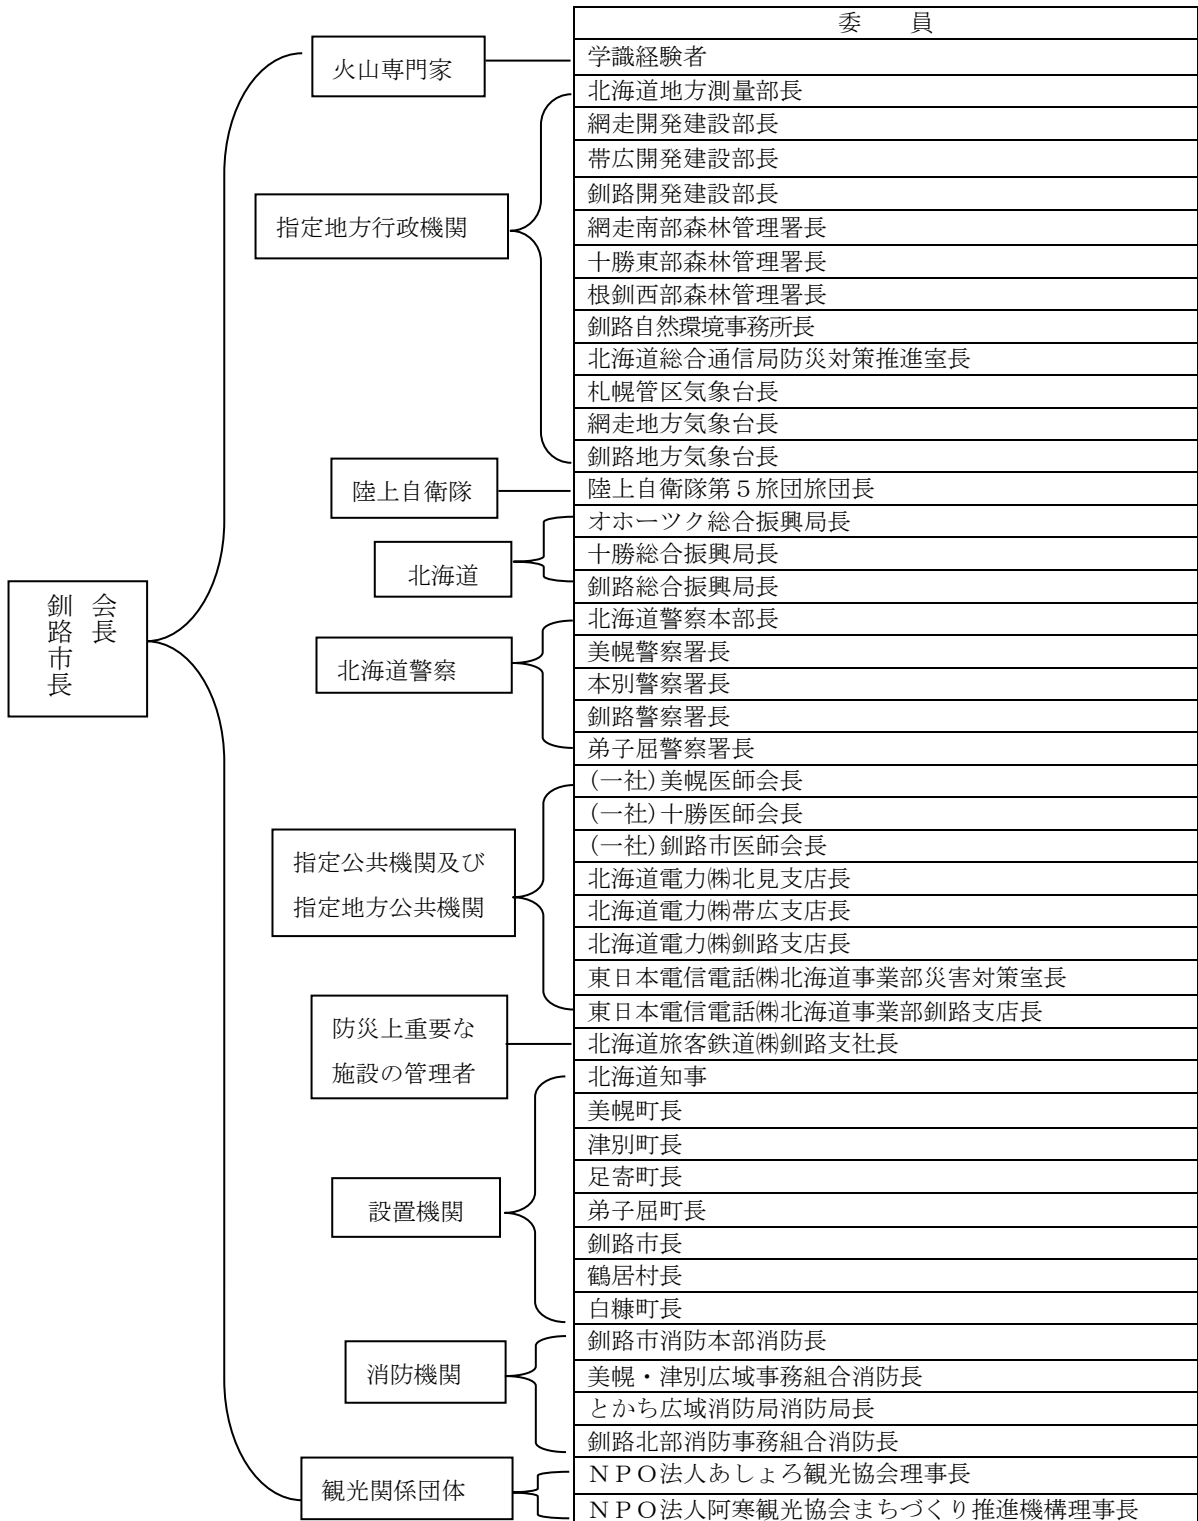 会長
釧路市長
火山専門家
指定地方行政機関
陸上自衛隊
北海道
北海道警察
指定公共機関及び
指定地方公共機関
防災上重要な
施設の管理者
設置機関
消防機関
観光関係団体
委　員
学識経験者
北海道地方測量部長
網走開発建設部長
帯広開発建設部長
釧路開発建設部長
網走南部森林管理署長
十勝東部森林管理署長
根釧西部森林管理署長
釧路自然環境事務所長
北海道総合通信局防災対策推進室長
札幌管区気象台長
網走地方気象台長
釧路地方気象台長
陸上自衛隊第５旅団旅団長
オホーツク総合振興局長
十勝総合振興局長
釧路総合振興局長
北海道警察本部長
美幌警察署長
本別警察署長
釧路警察署長
弟子屈警察署長
(一社)美幌医師会長
(一社)十勝医師会長
(一社)釧路市医師会長
北海道電力㈱北見支店長
北海道電力㈱帯広支店長
北海道電力㈱釧路支店長
東日本電信電話㈱北海道事業部災害対策室長
東日本電信電話㈱北海道事業部釧路支店長
北海道旅客鉄道㈱釧路支社長
北海道知事
美幌町長
津別町長
足寄町長
弟子屈町長
釧路市長
鶴居村長
白糠町長
釧路市消防本部消防長
美幌・津別広域事務組合消防長
とかち広域消防局消防局長
釧路北部消防事務組合消防長
ＮＰＯ法人あしょろ観光協会理事長
ＮＰＯ法人阿寒観光協会まちづくり推進機構理事長